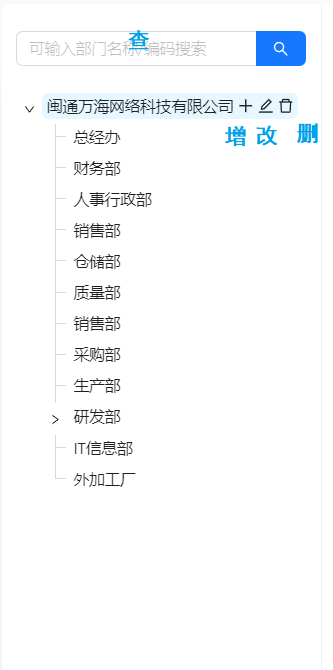 可输入部门名称/编码搜索
查
闽通万海网络科技有限公司
增 改 删
总经办
财务部
人事行政部
销售部
仓储部
质量部
销售部
采购部
生产部
研发部
IT信息部
外加工厂